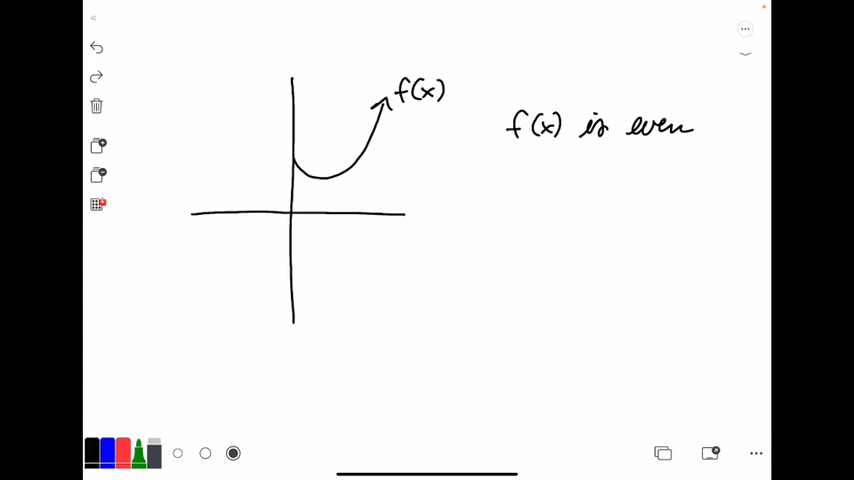 f(x)
f(x) is even